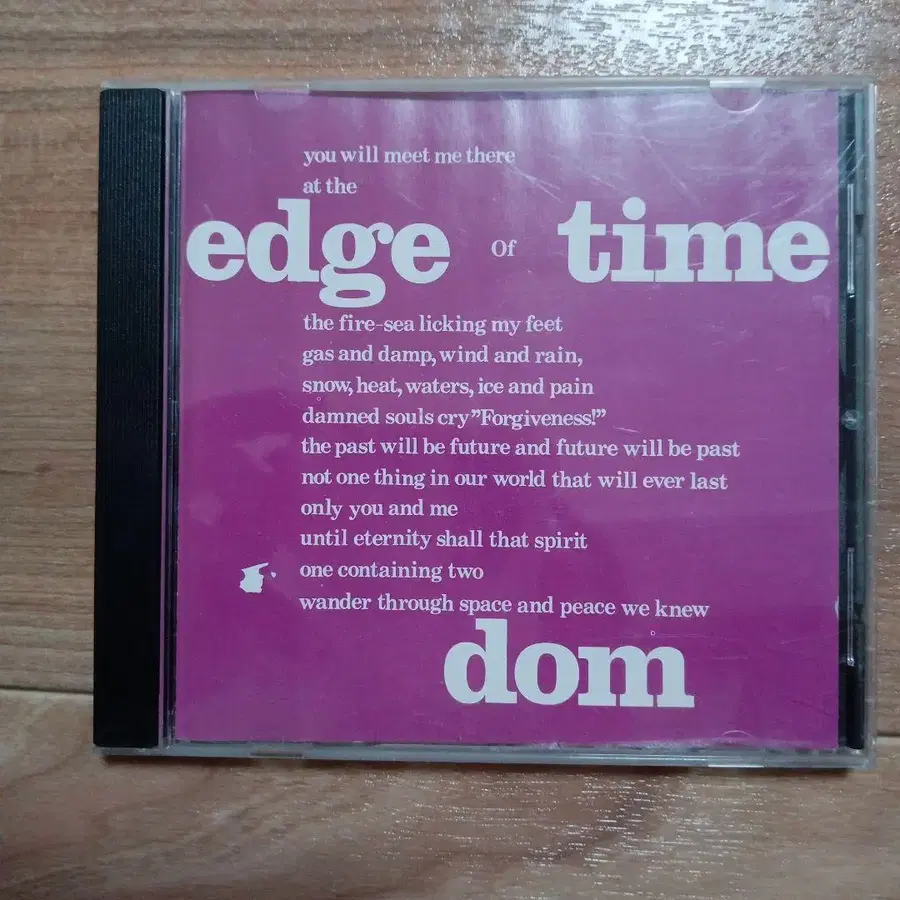 you will meet me there
at the
edge Of time
the fire-sea licking my feet
gas and damp, wind and rain,
snow, heat, waters, ice and pain
damned souls cry "Forgiveness!"
the past will be future and future will be past
not one thing in our world that will ever last
only you and me
until eternity shall that spirit
one containing two
wander through space and peace we knew
dom